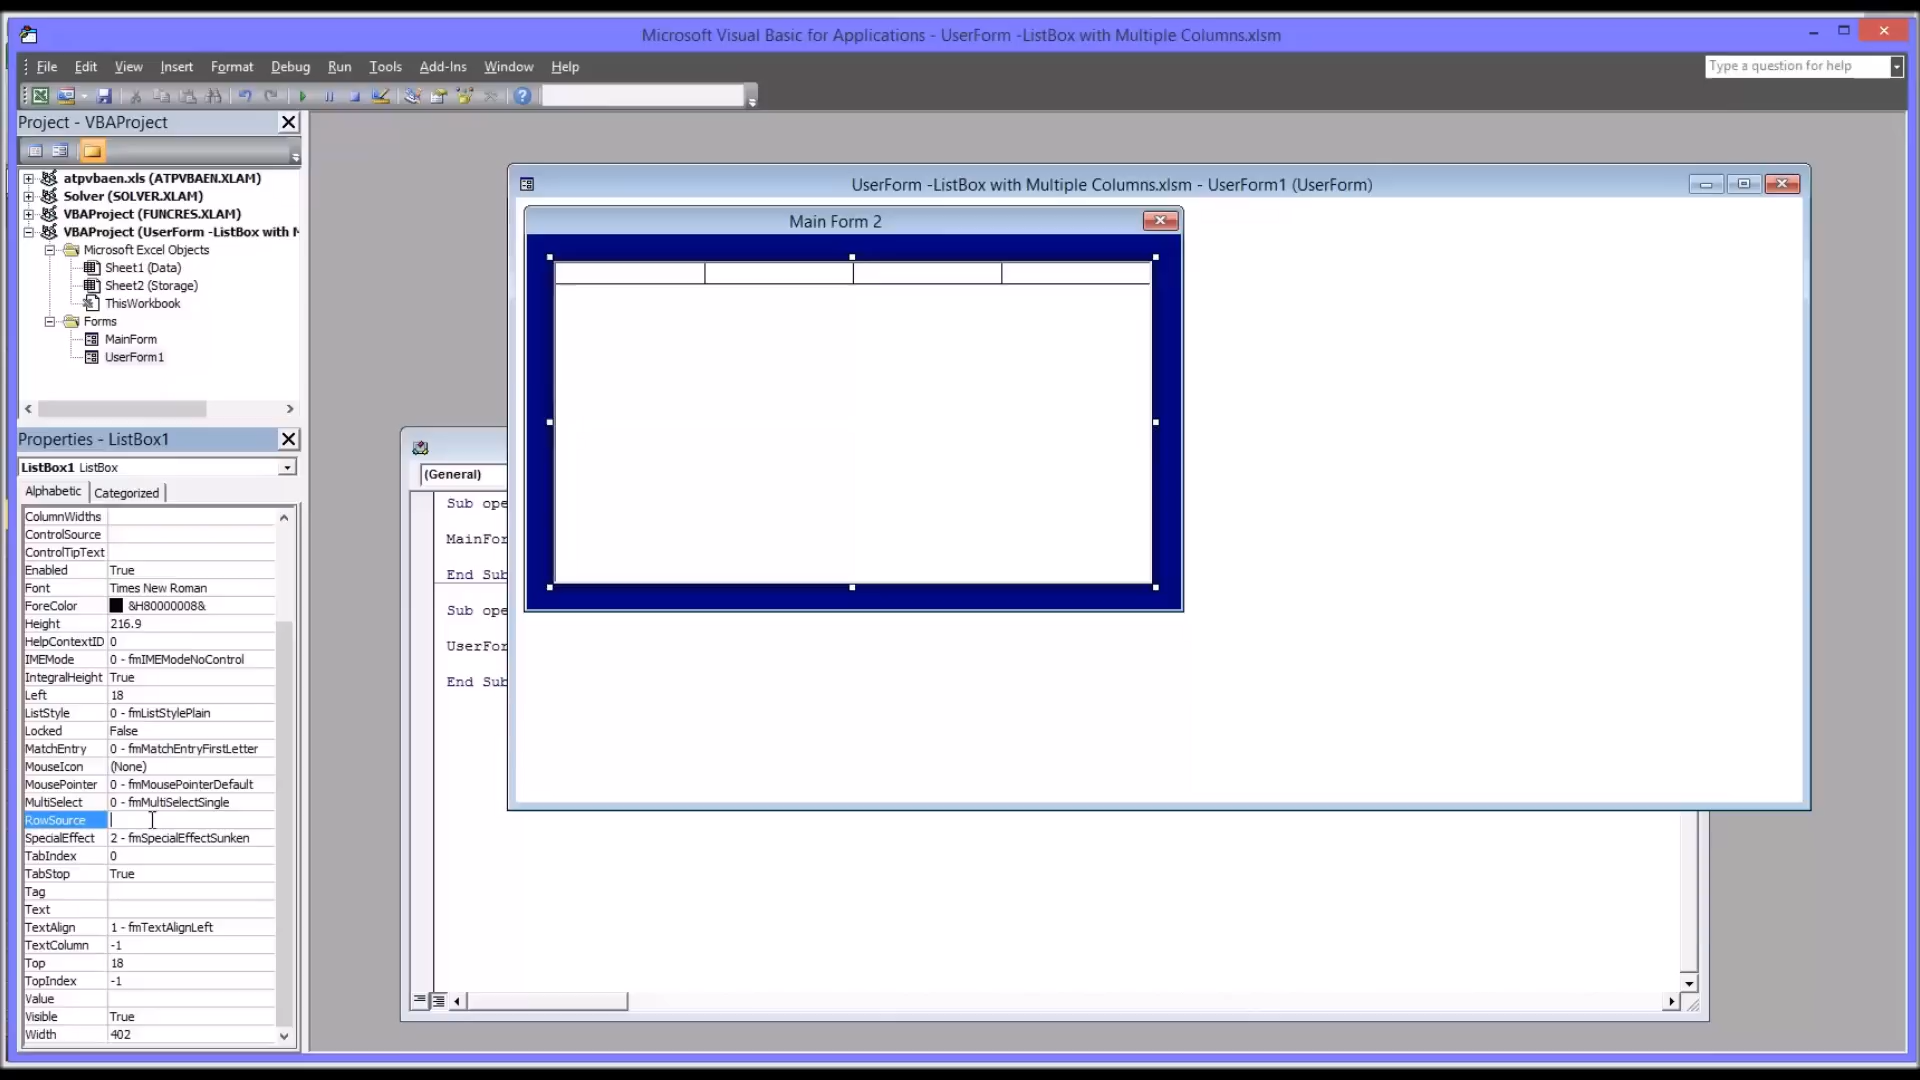 Microsoft Visual Basic for Applications - UserForm -ListBox with Multiple Columns.xlsm
File Edit View Insert Format Debug Run Tools Add-Ins Window Help
Type a question for help
Project - VBAProject
atpvbaen.xls (ATPVBAEN.XLAM)
Solver (SOLVER.XLAM)
VBAProject (FUNCRES.XLAM)
VBAProject (UserForm -ListBox with M
Microsoft Excel Objects
Sheet1 (Data)
Sheet2 (Storage)
ThisWorkbook
Forms
MainForm
UserForm1
Properties - ListBox1
ListBox1 ListBox
Alphabetic Categorized
ColumnWidths
ControlSource
ControlTipText
Enabled True
Font Times New Roman
ForeColor &H80000008&
Height 216.9
HelpContextID 0
IMEMode 0 - fmIMEModeNoControl
IntegralHeight True
Left 18
ListStyle 0 - fmListStylePlain
Locked False
MatchEntry 0 - fmMatchEntryFirstLetter
MouseIcon (None)
MousePointer 0 - fmMousePointerDefault
MultiSelect 0 - fmMultiSelectSingle
RowSource
SpecialEffect 2 - fmSpecialEffectSunken
TabIndex 0
TabStop True
Tag
Text
TextAlign 1 - fmTextAlignLeft
TextColumn -1
Top 18
TopIndex -1
Value
Visible True
Width 402
UserForm -ListBox with Multiple Columns.xlsm - UserForm1 (UserForm)
Main Form 2
(General)
Sub ope
MainFor
End Sub
Sub ope
UserFor
End Sub